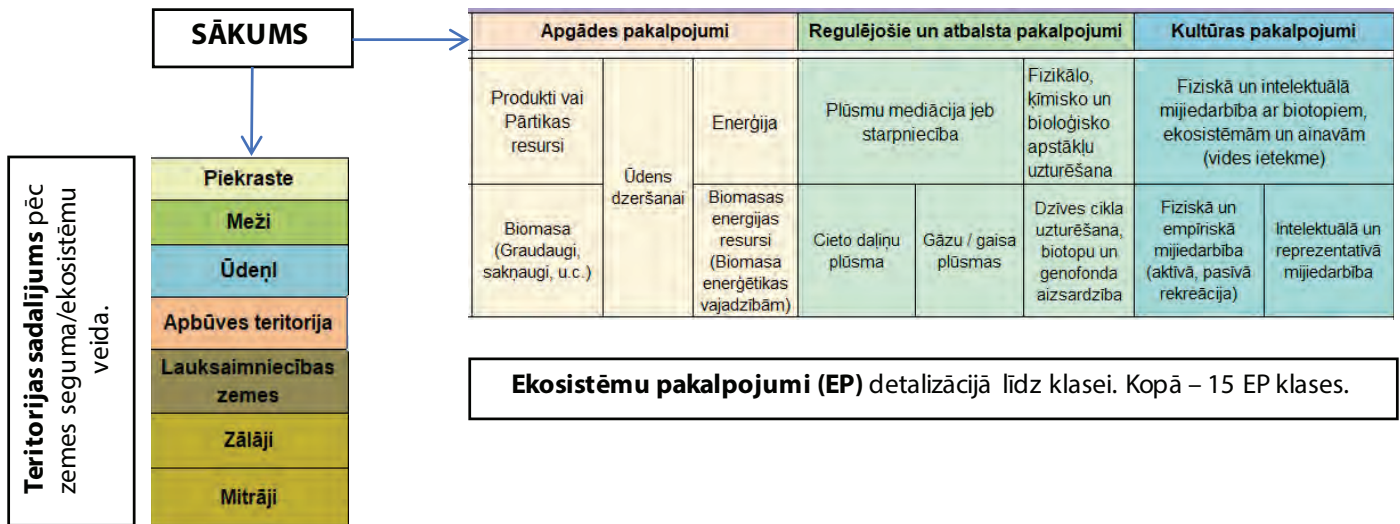 SĀKUMS
Apgādes pakalpojumi
Regulējošie un atbalsta pakalpojumi
Kultūras pakalpojumi
Produkti vai
Pārtikas
resursi
Ūdens
dzeršanai
Enerģija
Plūsmu mediācija jeb
starpniecība
Fizikālo,
ķīmisko un
bioloģisko
apstākļu
uzturēšana
Fiziskā un intelektuālā
mijiedarbība ar biotopiem,
ekosistēmām un ainavām
(vides ietekme)
Biomasa
(Graudaugi,
sakņaugi, u.c.)
Biomasas
enerģijas
resursi
(Biomasa
enerģētikas
vajadzībām)
Cieto daļiņu
plūsma
Gāzu / gaisa
plūsmas
Dzīves cikla
uzturēšana,
biotopu un
genofonda
aizsardzība
Fiziskā un
empīriskā
mijiedarbība
(aktīvā, pasīvā
rekreācija)
Intelektuālā un
reprezentatīvā
mijiedarbība
Teritorijas sadalījums pēc
zemes seguma/ekosistēmu
veida.
Piekraste
Meži
Ūdeņl
Apbūves teritorija
Lauksaimniecības
zemes
Zālāji
Mitrāji
Ekosistēmu pakalpojumi (EP) detalizācijā līdz klasei. Kopā – 15 EP klases.